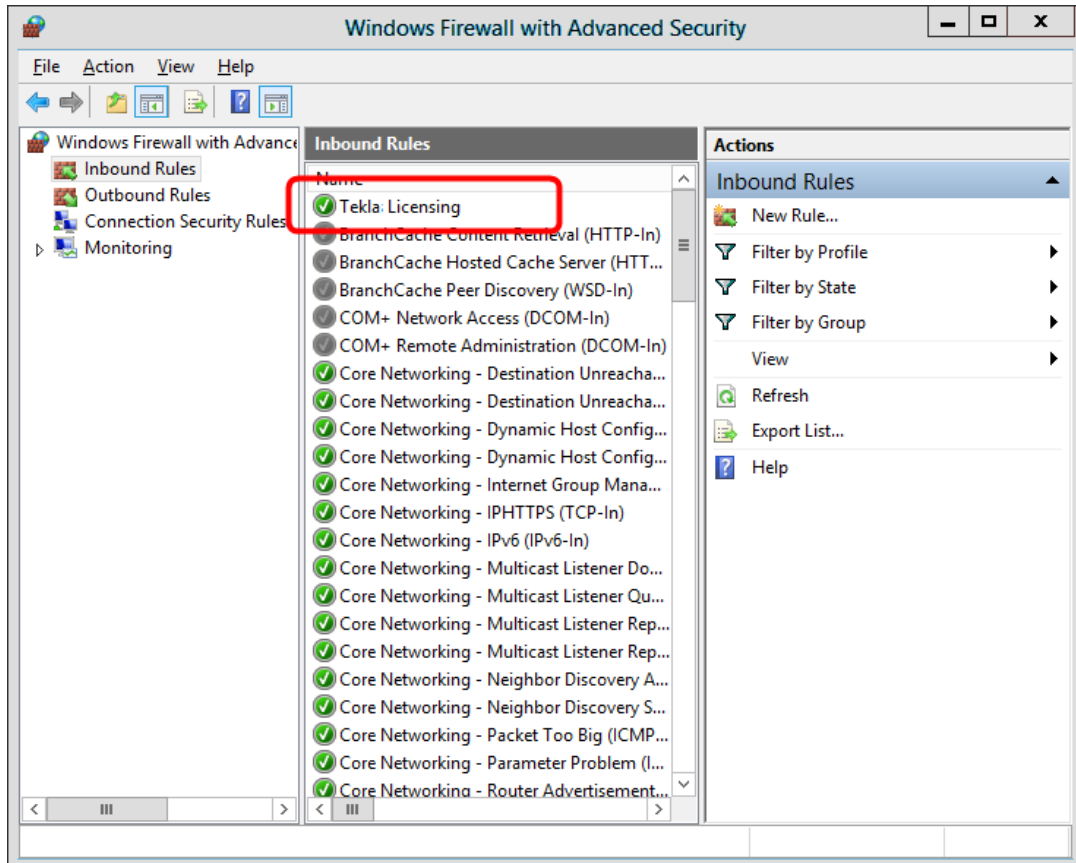 Windows Firewall with Advanced Security
File Action View Help
Windows Firewall with Advance
Inbound Rules
Outbound Rules
Connection Security Rules
Monitoring
Inbound Rules
Name
Tekla Licensing
BranchCache Content Retrieval (HTTP-In)
BranchCache Hosted Cache Server (HTT...
BranchCache Peer Discovery (WSD-In)
COM+ Network Access (DCOM-In)
COM+ Remote Administration (DCOM-In)
Core Networking - Destination Unreacha...
Core Networking - Destination Unreacha...
Core Networking - Dynamic Host Config...
Core Networking - Dynamic Host Config...
Core Networking - Internet Group Mana...
Core Networking - IPHTTPS (TCP-In)
Core Networking - IPv6 (IPv6-In)
Core Networking - Multicast Listener Do...
Core Networking - Multicast Listener Qu...
Core Networking - Multicast Listener Rep...
Core Networking - Multicast Listener Rep...
Core Networking - Neighbor Discovery A...
Core Networking - Neighbor Discovery S...
Core Networking - Packet Too Big (ICMP...
Core Networking - Parameter Problem (I...
Core Networking - Router Advertisement...
Actions
Inbound Rules
New Rule...
Filter by Profile
Filter by State
Filter by Group
View
Refresh
Export List...
Help